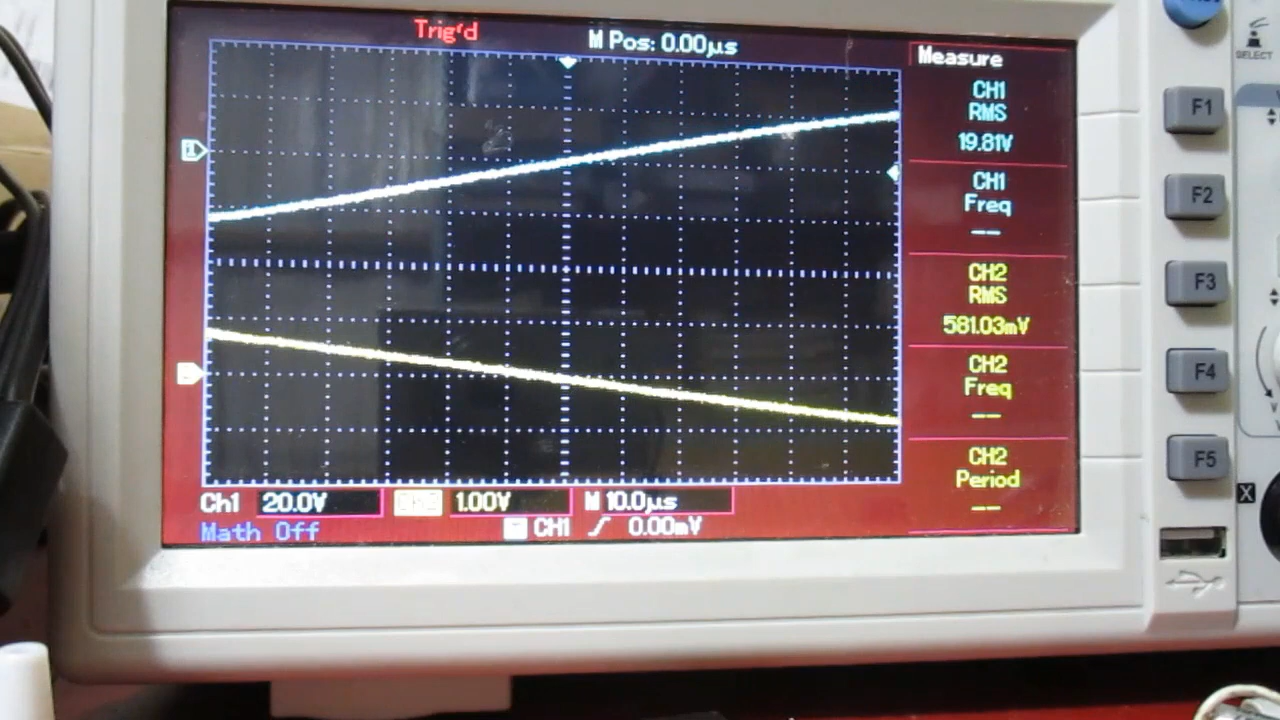 Trig'd
M Pos: 0.00μs
Measure
CH1
RMS
19.81V
CH1
Freq
--
CH2
RMS
581.03mV
CH2
Freq
--
CH2
Period
--
1
Ch1 20.0V 1.00V M 10.0μs
Math Off CH1 0.00mV
SELECT
F1
F2
F3
F4
F5
X